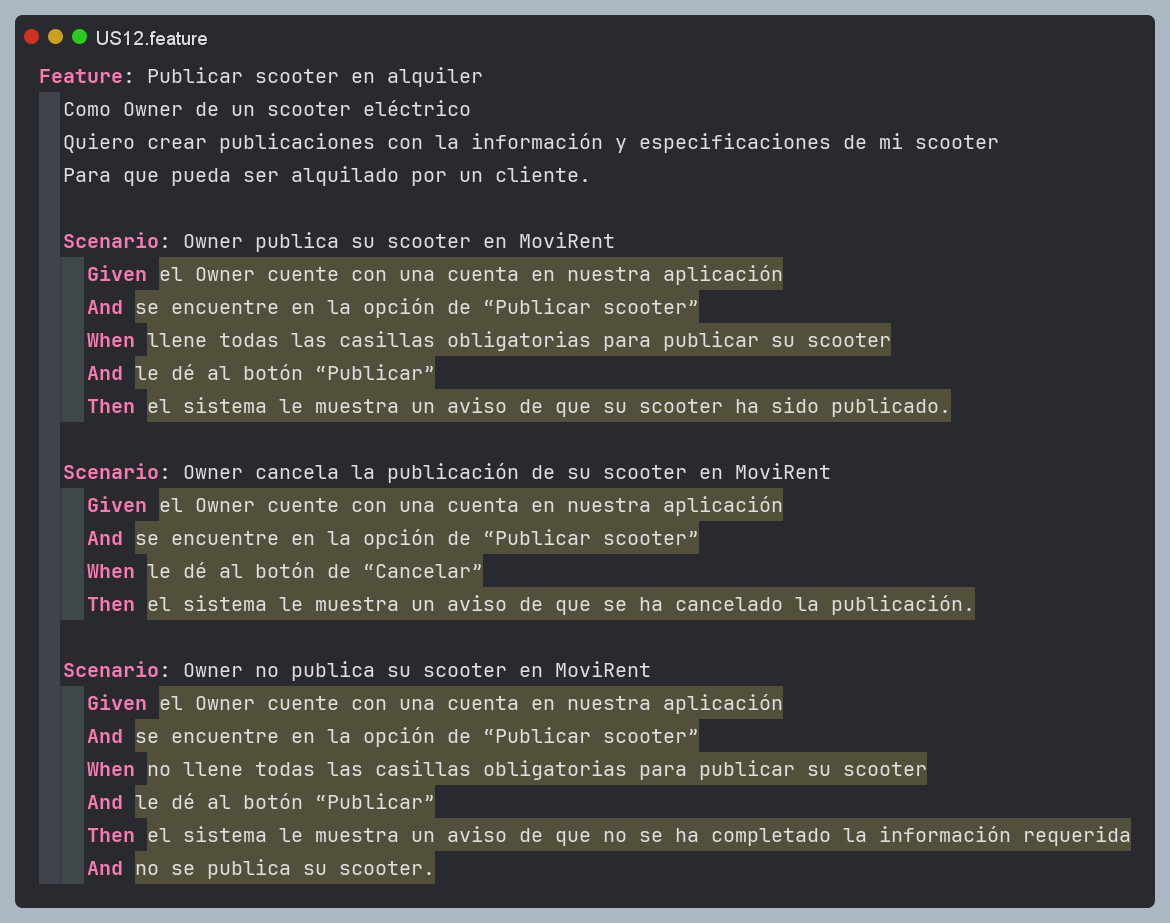 US12.feature
Feature: Publicar scooter en alquiler
Como Owner de un scooter eléctrico
Quiero crear publicaciones con la información y especificaciones de mi scooter
Para que pueda ser alquilado por un cliente.
Scenario: Owner publica su scooter en MoviRent
Given el Owner cuente con una cuenta en nuestra aplicación
And se encuentre en la opción de “Publicar scooter”
When llene todas las casillas obligatorias para publicar su scooter
And le dé al botón “Publicar”
Then el sistema le muestra un aviso de que su scooter ha sido publicado.
Scenario: Owner cancela la publicación de su scooter en MoviRent
Given el Owner cuente con una cuenta en nuestra aplicación
And se encuentre en la opción de “Publicar scooter”
When le dé al botón de “Cancelar”
Then el sistema le muestra un aviso de que se ha cancelado la publicación.
Scenario: Owner no publica su scooter en MoviRent
Given el Owner cuente con una cuenta en nuestra aplicación
And se encuentre en la opción de “Publicar scooter”
When no llene todas las casillas obligatorias para publicar su scooter
And le dé al botón “Publicar”
Then el sistema le muestra un aviso de que no se ha completado la información requerida
And no se publica su scooter.